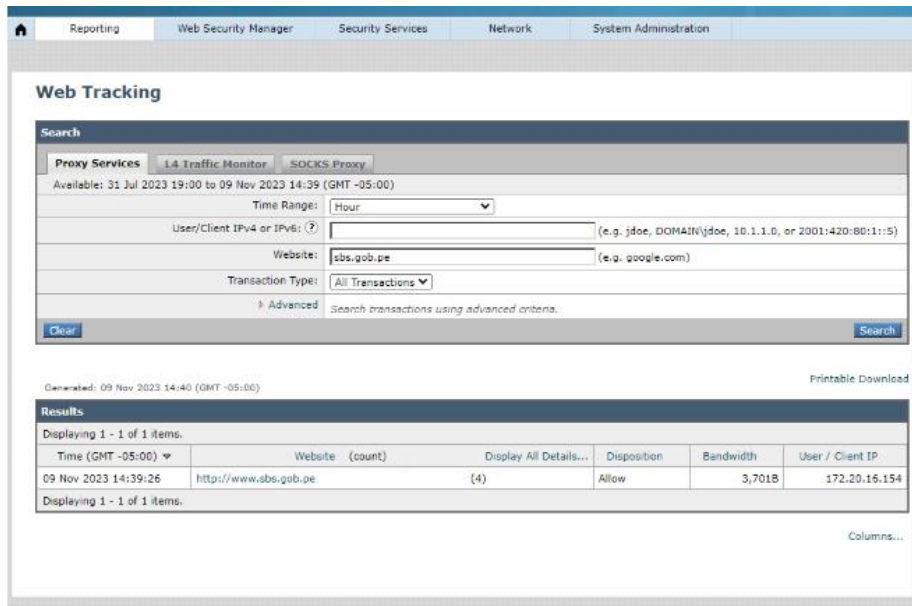 Reporting Web Security Manager Security Services Network System Administration
Web Tracking
Search
Proxy Services L4 Traffic Monitor SOCKS Proxy
Available: 31 Jul 2023 19:00 to 09 Nov 2023 14:39 (GMT -05:00)
Time Range: Hour
User/Client IPv4 or IPv6: ? (e.g. jdoe, DOMAIN\jdoe, 10.1.1.0, or 2001:420:80:1::5)
Website: sbs.gob.pe (e.g. google.com)
Transaction Type: All Transactions
Advanced Search transactions using advanced criteria.
Clear Search
Printable Download
Generated: 09 Nov 2023 14:40 (GMT -05:00)
Results
Displaying 1 - 1 of 1 items.
Time (GMT -05:00) Website (count) Display All Details... Disposition Bandwidth User / Client IP
09 Nov 2023 14:39:26 http://www.sbs.gob.pe (4) Allow 3,701B 172.20.16.154
Displaying 1 - 1 of 1 items.
Columns...